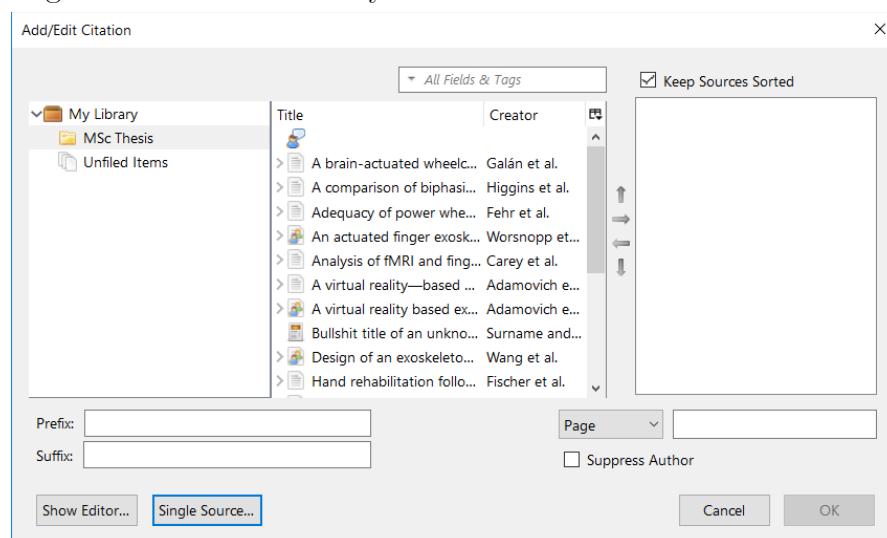 Add/Edit Citation
All Fields & Tags
Keep Sources Sorted
My Library
MSc Thesis
Unfiled Items
Title Creator
A brain-actuated wheelc... Galán et al.
A comparison of biphasi... Higgins et al.
Adequacy of power whe... Fehr et al.
An actuated finger exosk... Worsnopp et...
Analysis of fMRI and fing... Carey et al.
A virtual reality—based ... Adamovich e...
A virtual reality based ex... Adamovich e...
Bullshit title of an unkno... Surname and...
Design of an exoskeleto... Wang et al.
Hand rehabilitation follo... Fischer et al.
Prefix:
Page
Suffix:
Suppress Author
Show Editor... Single Source... Cancel OK